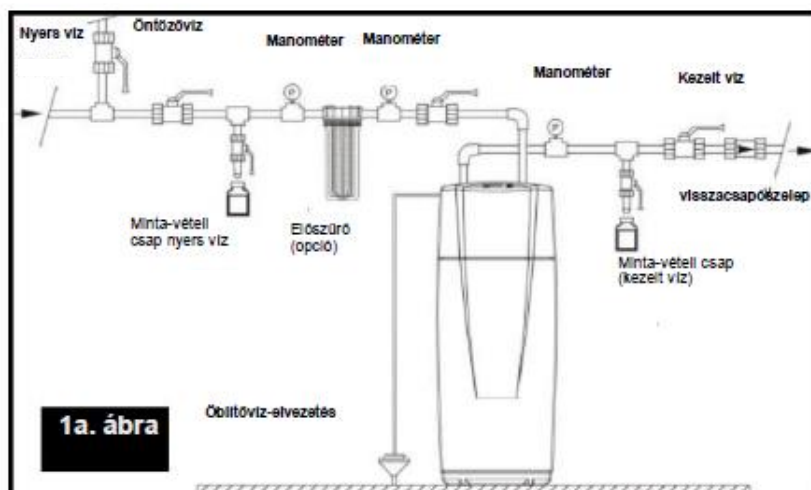 Nyers víz
Öntözővíz
Manométer
Manométer
Manométer
Kezelt víz
visszacsapószelep
Minta-vételi
csap nyers víz
Előszűrő
(opció)
Minta-vételi csap
(kezelt víz)
Öblítővíz-elvezetés
1a. ábra
P
P
P